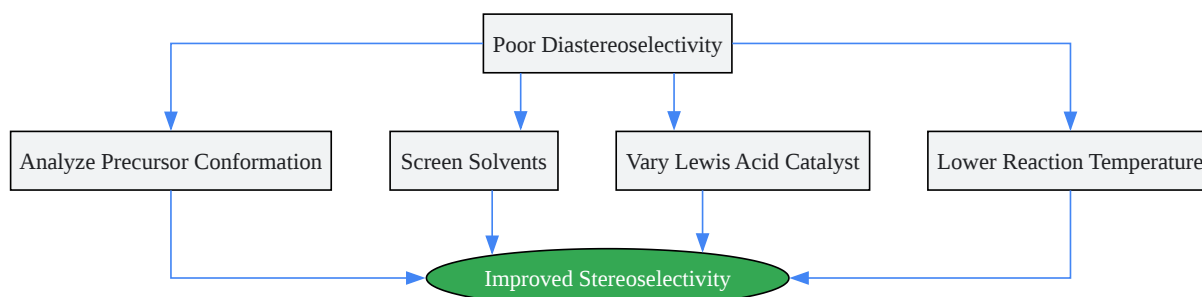 Poor Diastereoselectivity
Analyze Precursor Conformation
Screen Solvents
Vary Lewis Acid Catalyst
Lower Reaction Temperature
Improved Stereoselectivity